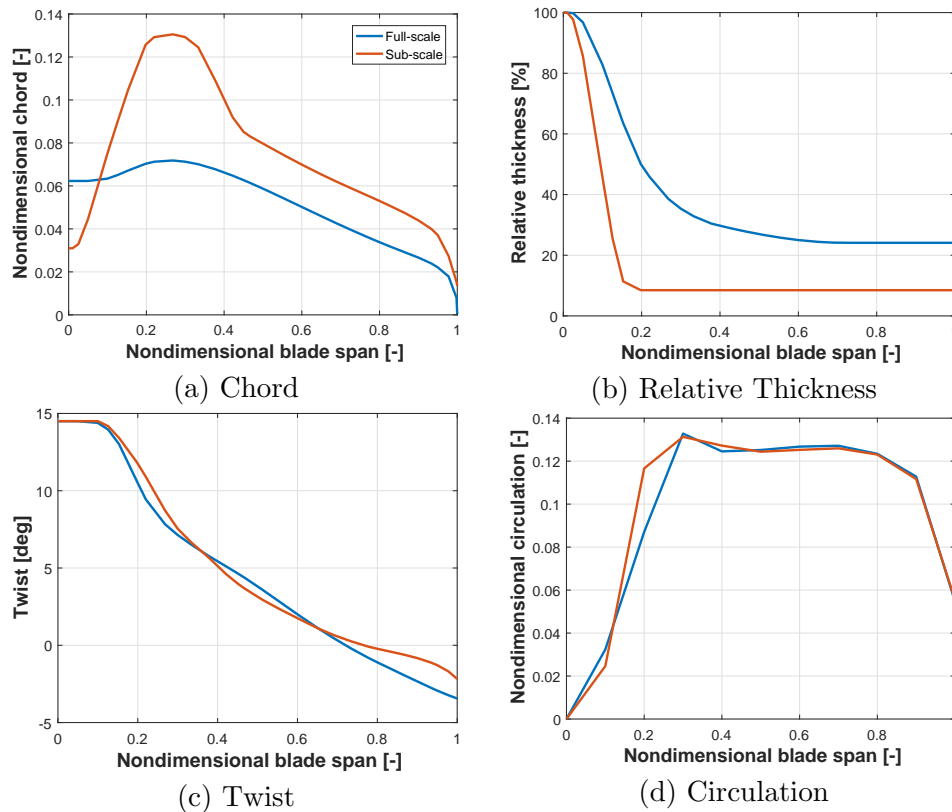 0.14
0.12
0.1
0.08
0.06
0.04
0.02
0
Nondimensional chord [-]
Full-scale
Sub-scale
0 0.2 0.4 0.6 0.8 1
Nondimensional blade span [-]
(a) Chord
100
80
60
40
20
0
Relative thickness [%]
0 0.2 0.4 0.6 0.8
Nondimensional blade span [-]
(b) Relative Thickness
15
10
5
0
-5
Twist [deg]
0 0.2 0.4 0.6 0.8 1
Nondimensional blade span [-]
(c) Twist
0.14
0.12
0.1
0.08
0.06
0.04
0.02
0
Nondimensional circulation [-]
0 0.2 0.4 0.6 0.8
Nondimensional blade span [-]
(d) Circulation